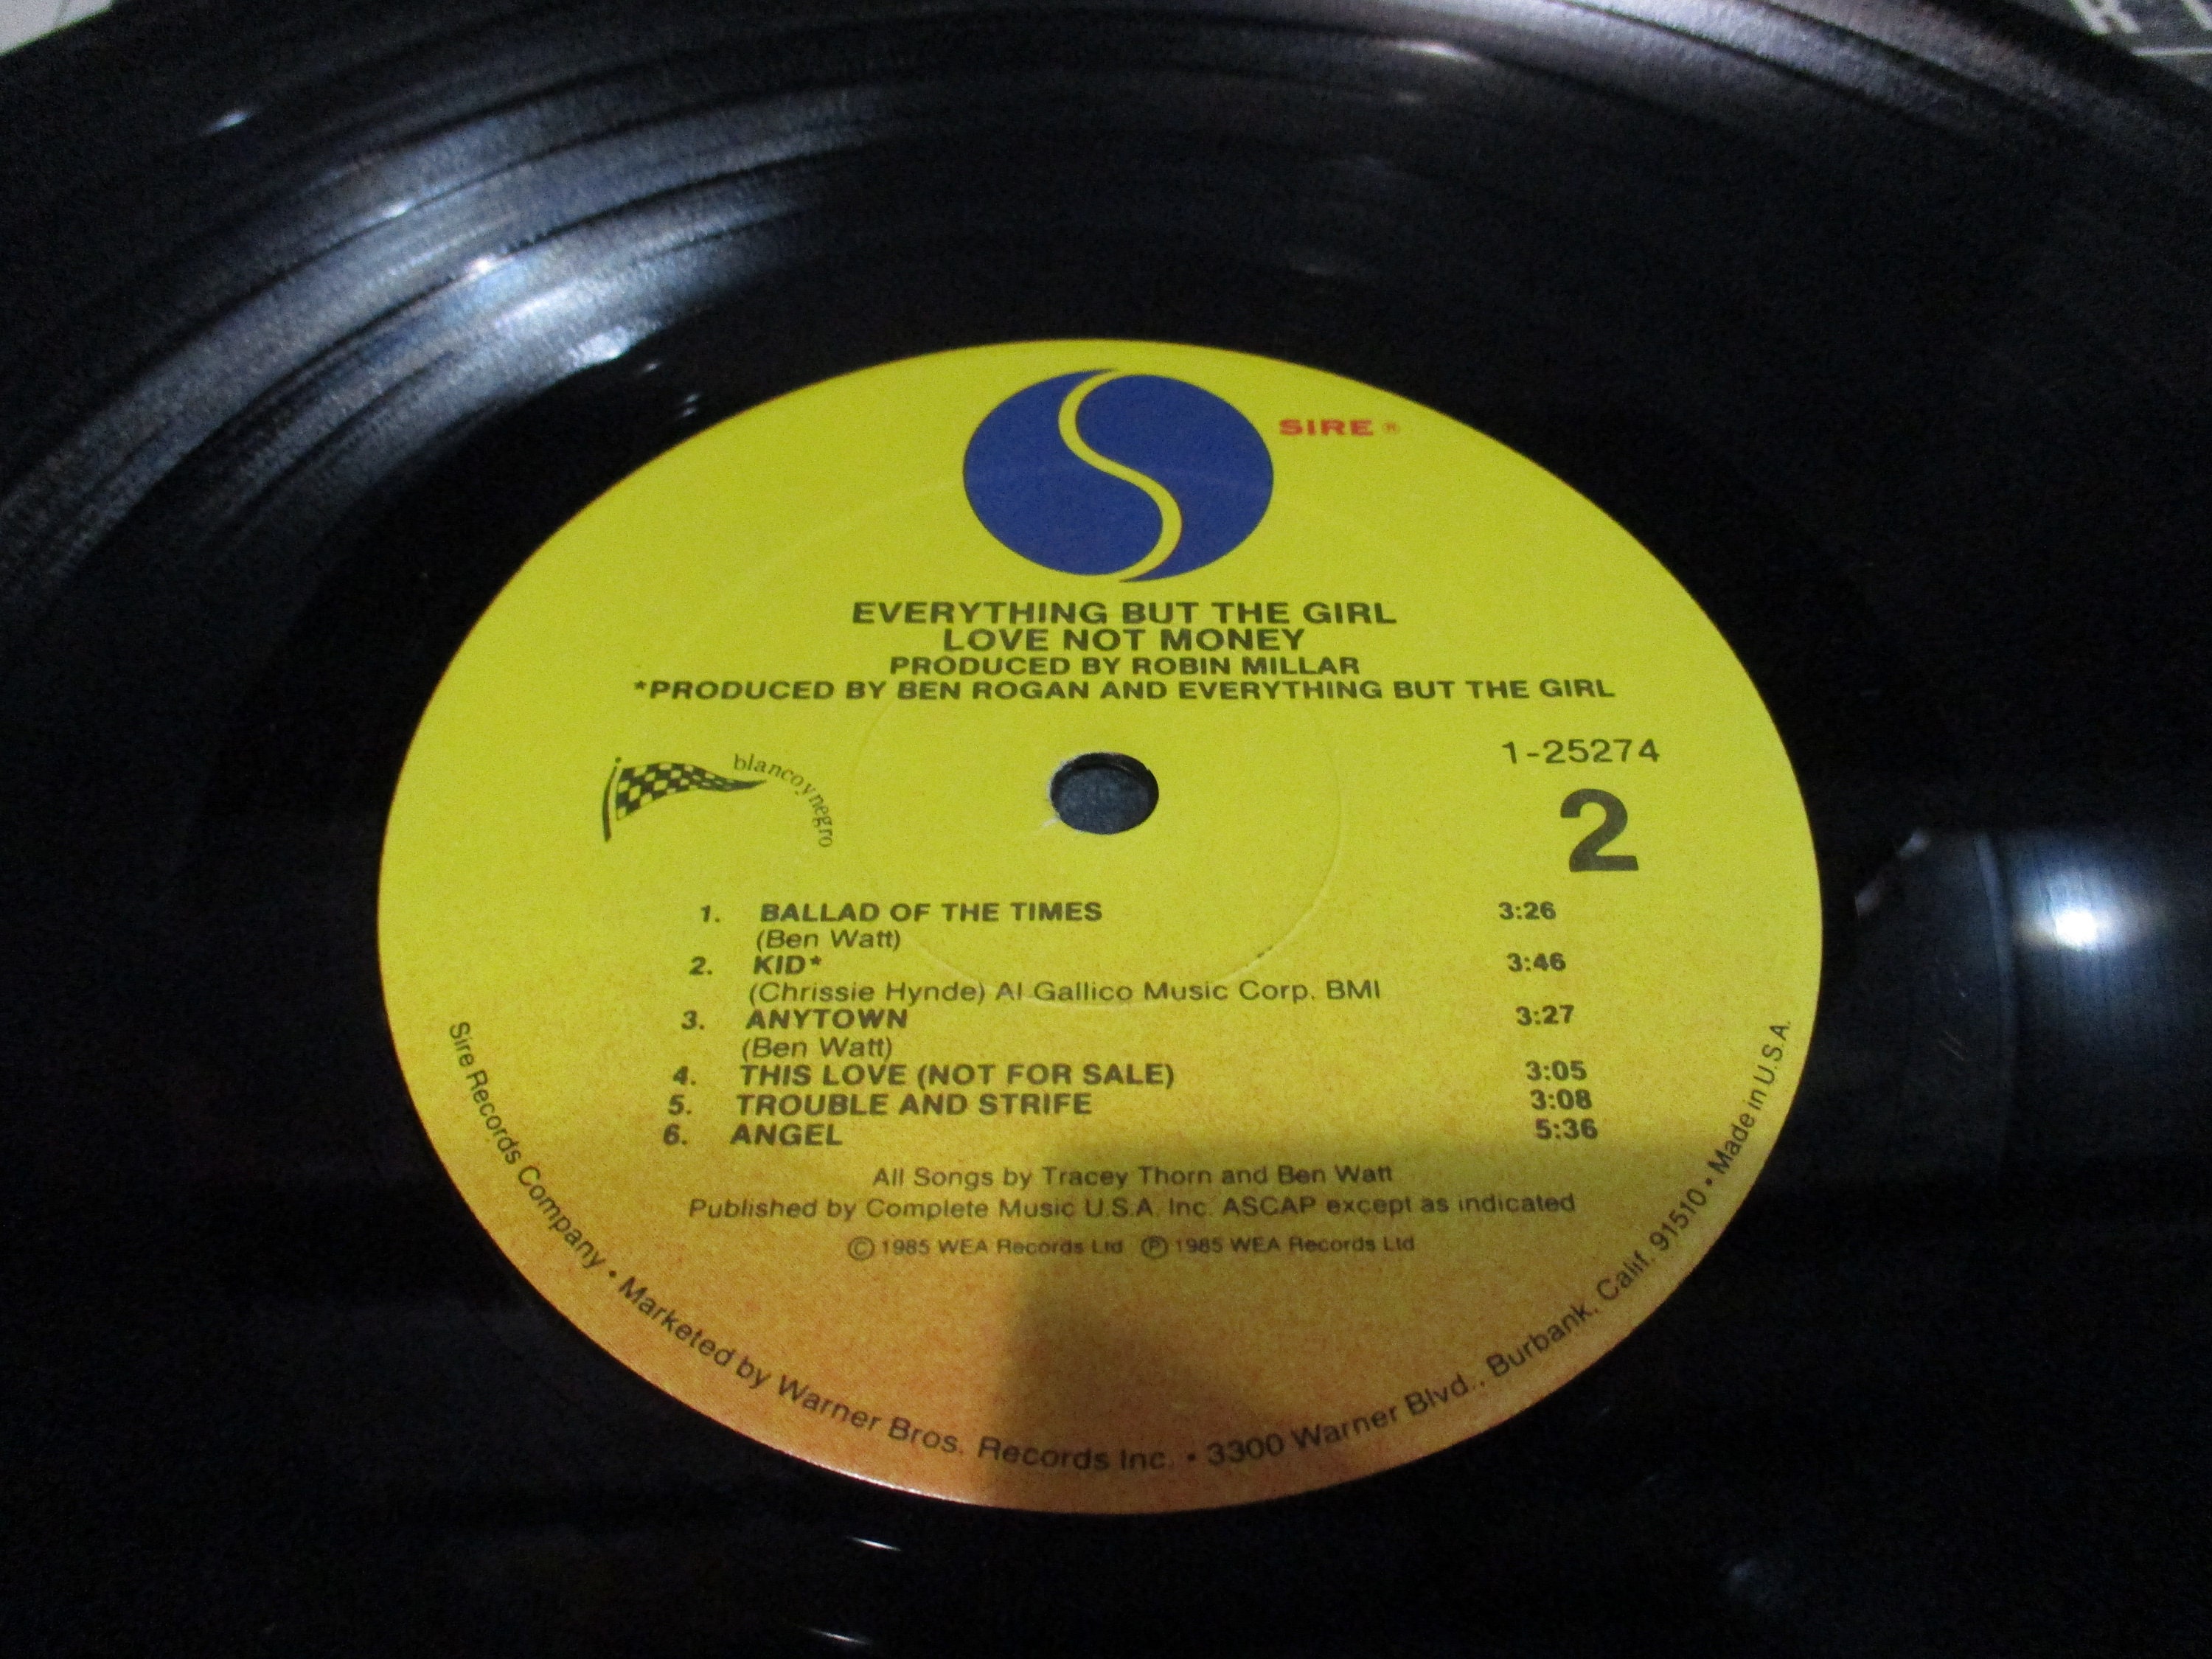 SIRE ®
EVERYTHING BUT THE GIRL
LOVE NOT MONEY
PRODUCED BY ROBIN MILLAR
*PRODUCED BY BEN ROGAN AND EVERYTHING BUT THE GIRL
blancoynegro
1-25274
2
1. BALLAD OF THE TIMES 3:26
(Ben Watt)
2. KID* 3:46
(Chrissie Hynde) Al Gallico Music Corp. BMI
3. ANYTOWN 3:27
(Ben Watt)
4. THIS LOVE (NOT FOR SALE) 3:05
5. TROUBLE AND STRIFE 3:08
6. ANGEL 5:36
All Songs by Tracey Thorn and Ben Watt
Published by Complete Music U.S.A. Inc. ASCAP except as indicated
© 1985 WEA Records Ltd ℗ 1985 WEA Records Ltd
Sire Records Company • Marketed by Warner Bros. Records Inc. • 3300 Warner Blvd., Burbank, Calif. 91510 • Made in U.S.A.